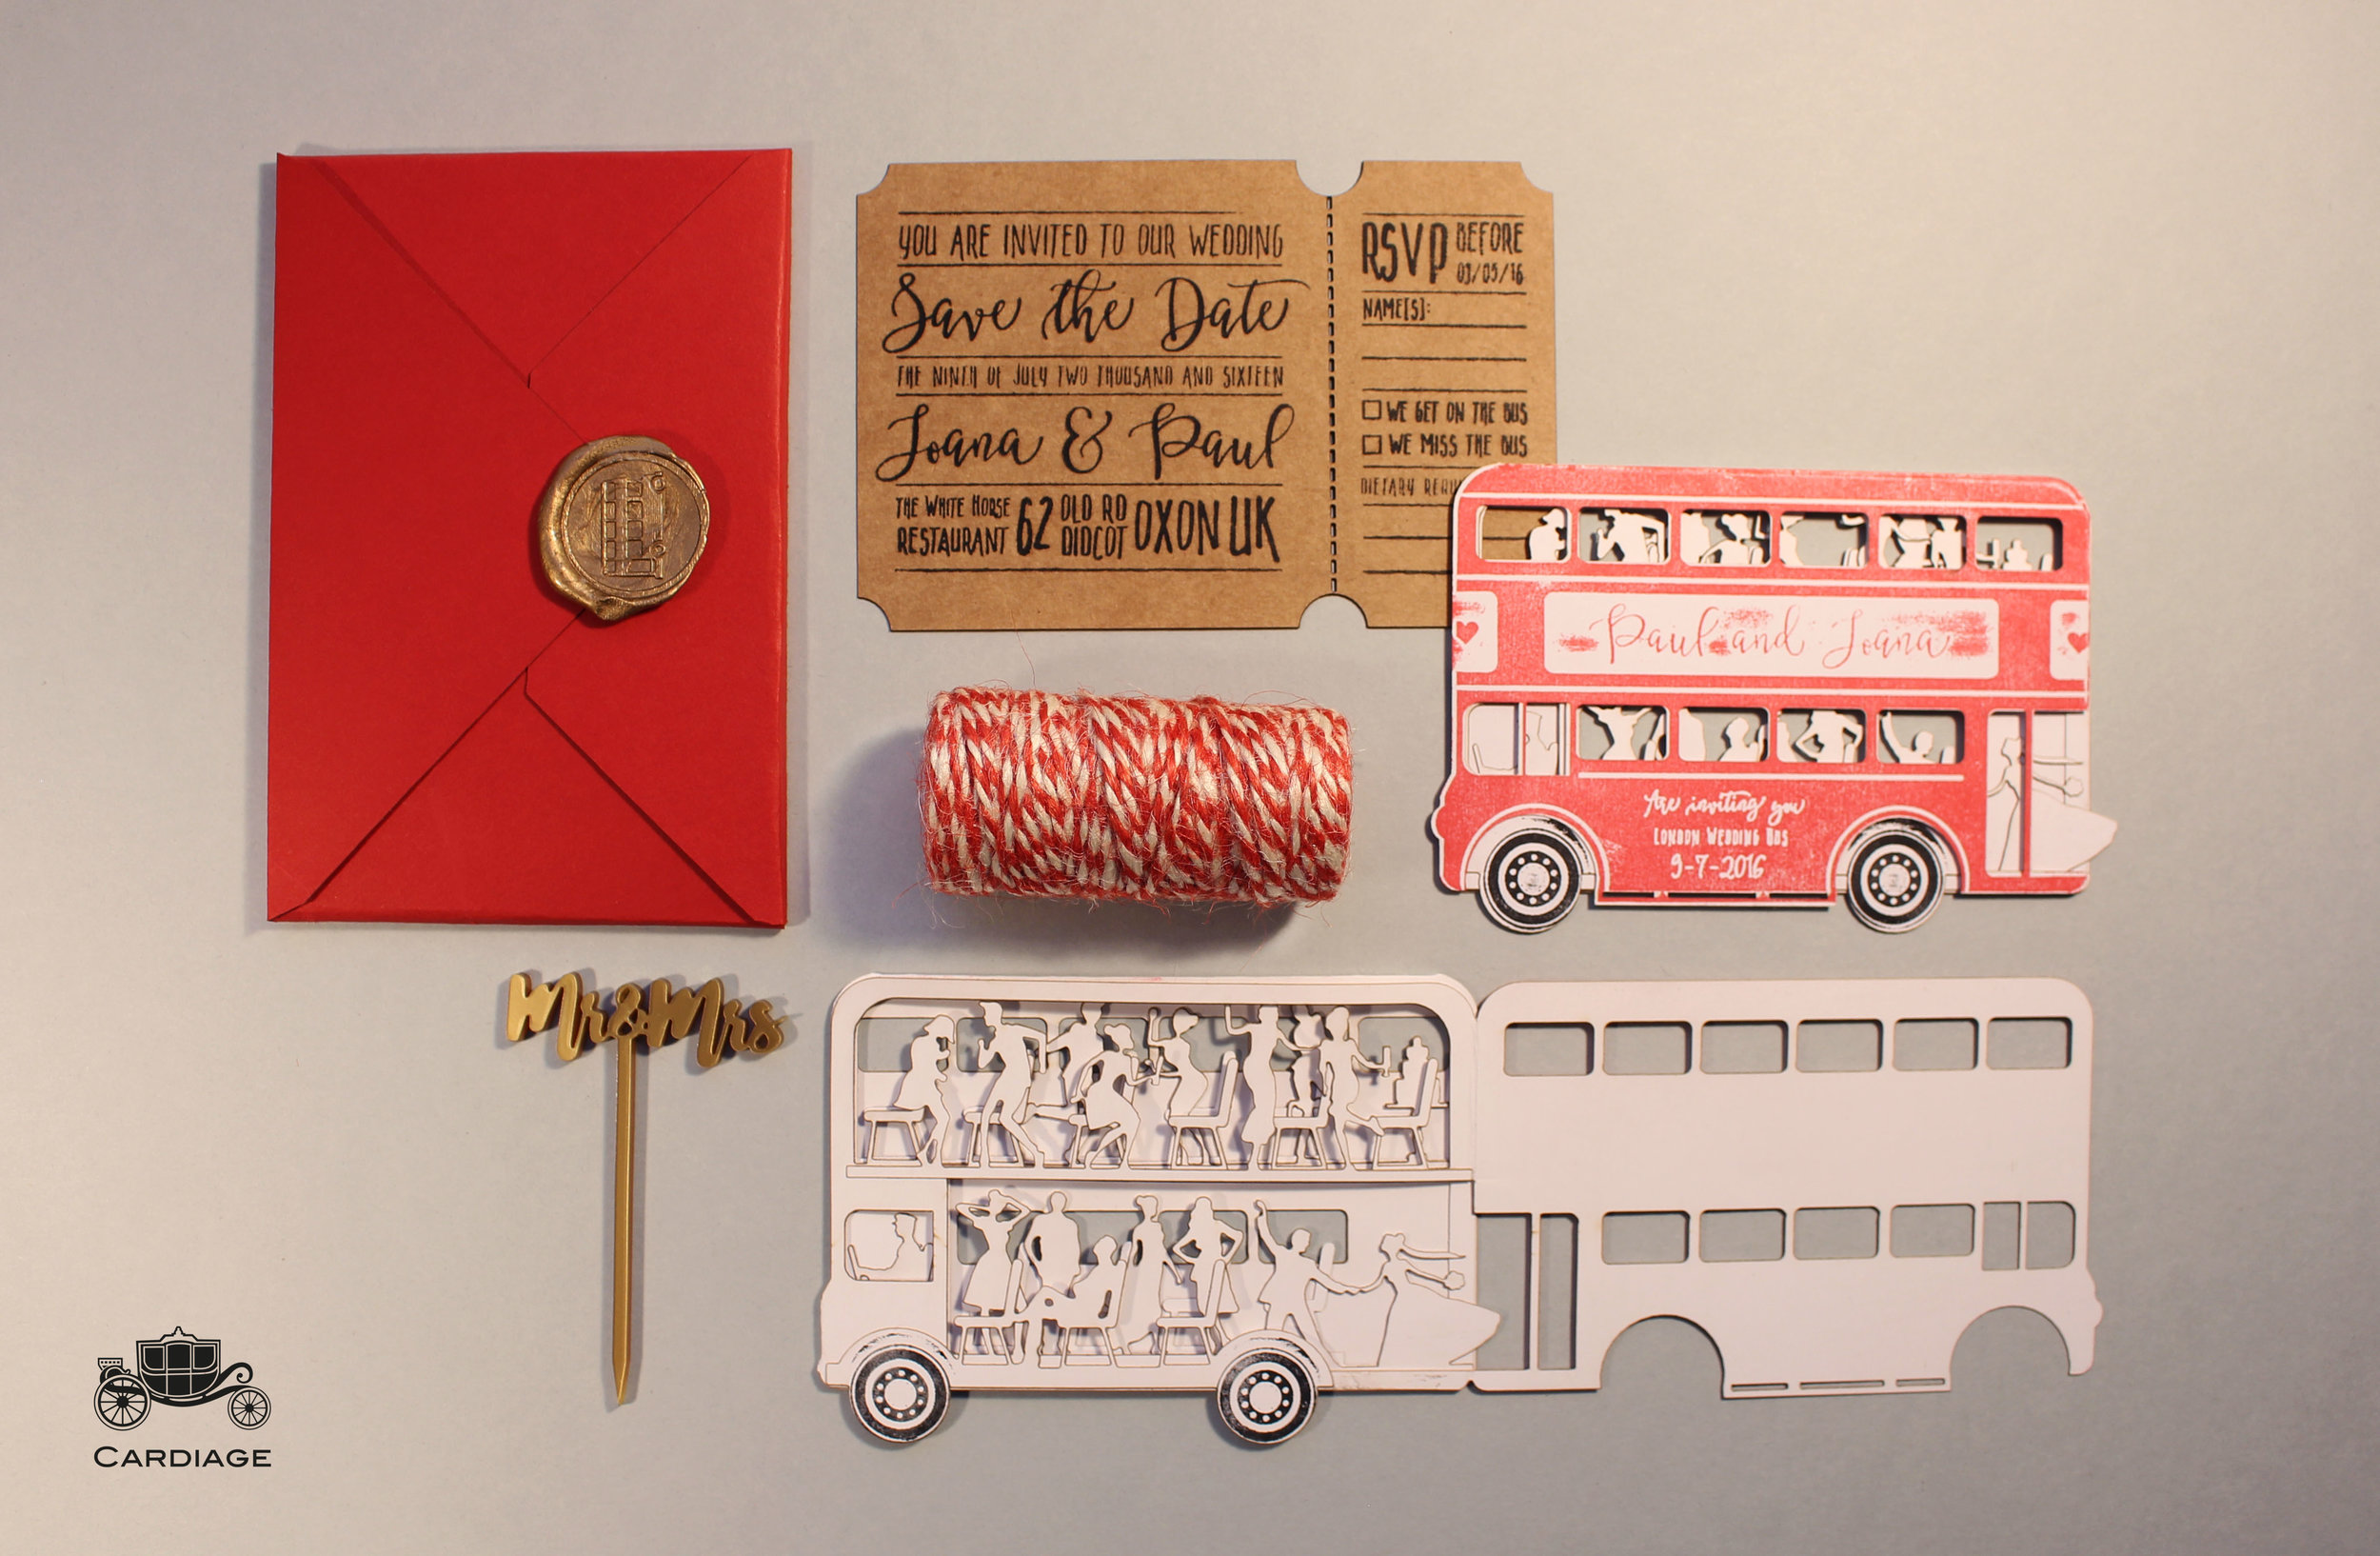 YOU ARE INVITED TO OUR WEDDING
Save the Date
THE NINTH OF JULY TWO THOUSAND AND SIXTEEN
Joana & Paul
THE WHITE HORSE
RESTAURANT
62
OLD RD
DIDCOT
OXON UK
RSVP
BEFORE
03/05/16
NAME[S]:
WE GET ON THE BUS
WE MISS THE BUS
DIETARY
Paul and Joana
Are inviting you
LONDON WEDDING BUS
9-7-2016
Mr&Mrs
CARDIAGE